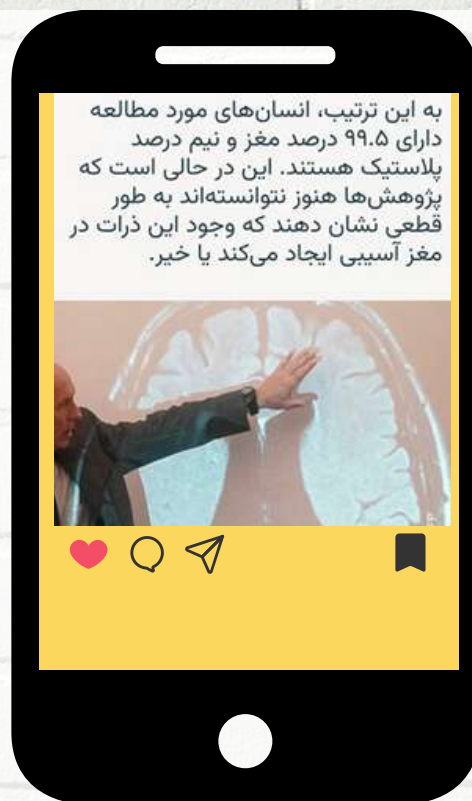 به این ترتیب، انسان‌های مورد مطالعه
دارای ۹۹.۵ درصد مغز و نیم درصد
پلاستیک هستند. این در حالی است که
پژوهش‌ها هنوز نتوانسته‌اند به طور
قطعی نشان دهند که وجود این ذرات در
مغز آسیبی ایجاد می‌کند یا خیر.